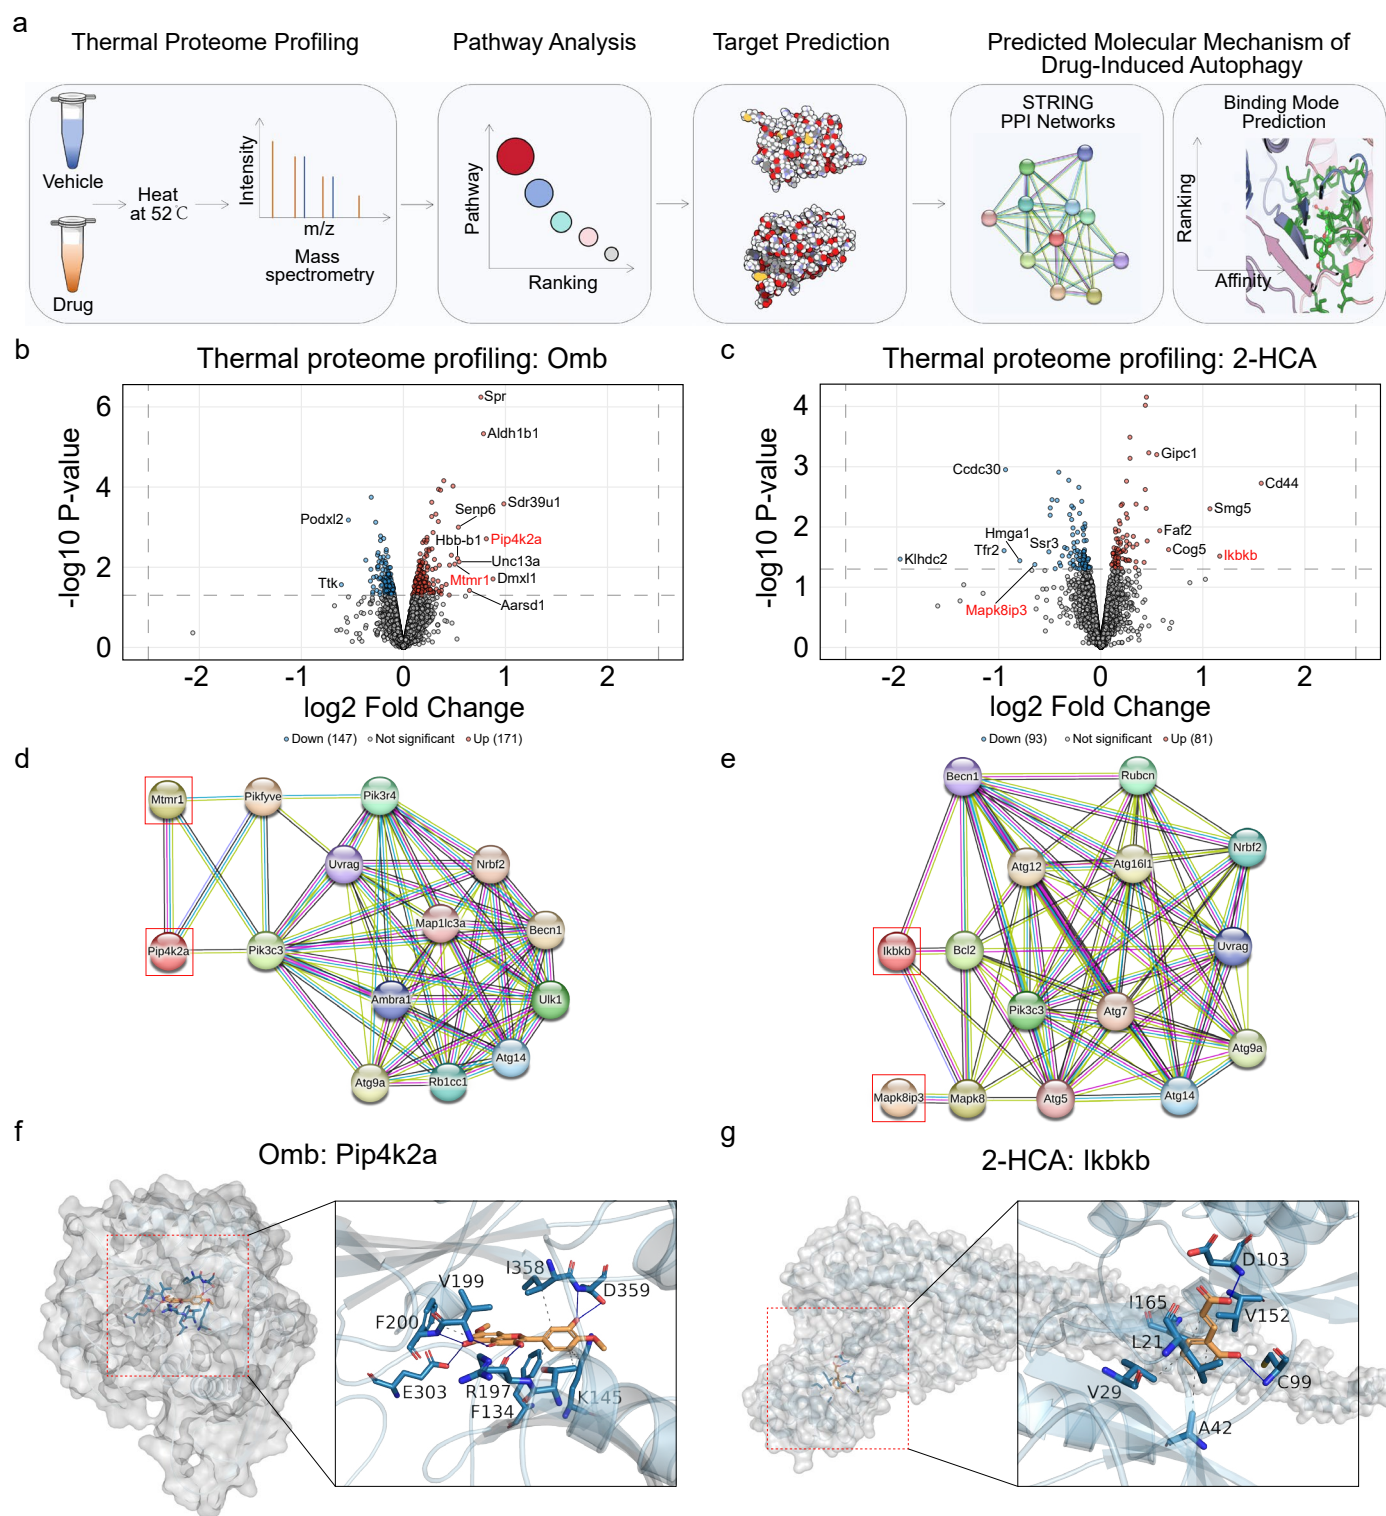 a
Thermal Proteome Profiling
Pathway Analysis
Target Prediction
Predicted Molecular Mechanism of
Drug-Induced Autophagy
Vehicle
Drug
Heat
at 52℃
Intensity
m/z
Mass
spectrometry
Pathway
Ranking
STRING
PPI Networks
Binding Mode
Prediction
Ranking
Affinity
b
Thermal proteome profiling: Omb
-log10 P-value
6
4
2
0
Spr
Aldh1b1
Sdr39u1
Senp6
Podxl2
Hbb-b1
Pip4k2a
Unc13a
Mtmr1
Dmxl1
Ttk
Aarsd1
-2
-1
0
1
2
log2 Fold Change
Down (147)
Not significant
Up (171)
c
Thermal proteome profiling: 2-HCA
-log10 P-value
4
3
2
1
0
Gipc1
Ccdc30
Cd44
Smg5
Hmga1
Faf2
Tfr2
Ssr3
Cog5
Ikbkb
Klhdc2
Mapk8ip3
-2
-1
0
1
2
log2 Fold Change
Down (93)
Not significant
Up (81)
d
Mtmr1
Pikfyve
Pik3r4
Uvrag
Nrbf2
Map1lc3a
Becn1
Pip4k2a
Pik3c3
Ambra1
Ulk1
Atg14
Atg9a
Rb1cc1
e
Becn1
Rubcn
Nrbf2
Atg12
Atg16l1
Ikbkb
Bcl2
Uvrag
Pik3c3
Atg7
Atg9a
Mapk8ip3
Mapk8
Atg5
Atg14
f
Omb: Pip4k2a
I358
V199
D359
F200
E303
R197
K145
F134
g
2-HCA: Ikbkb
D103
I165
V152
L21
V29
C99
A42